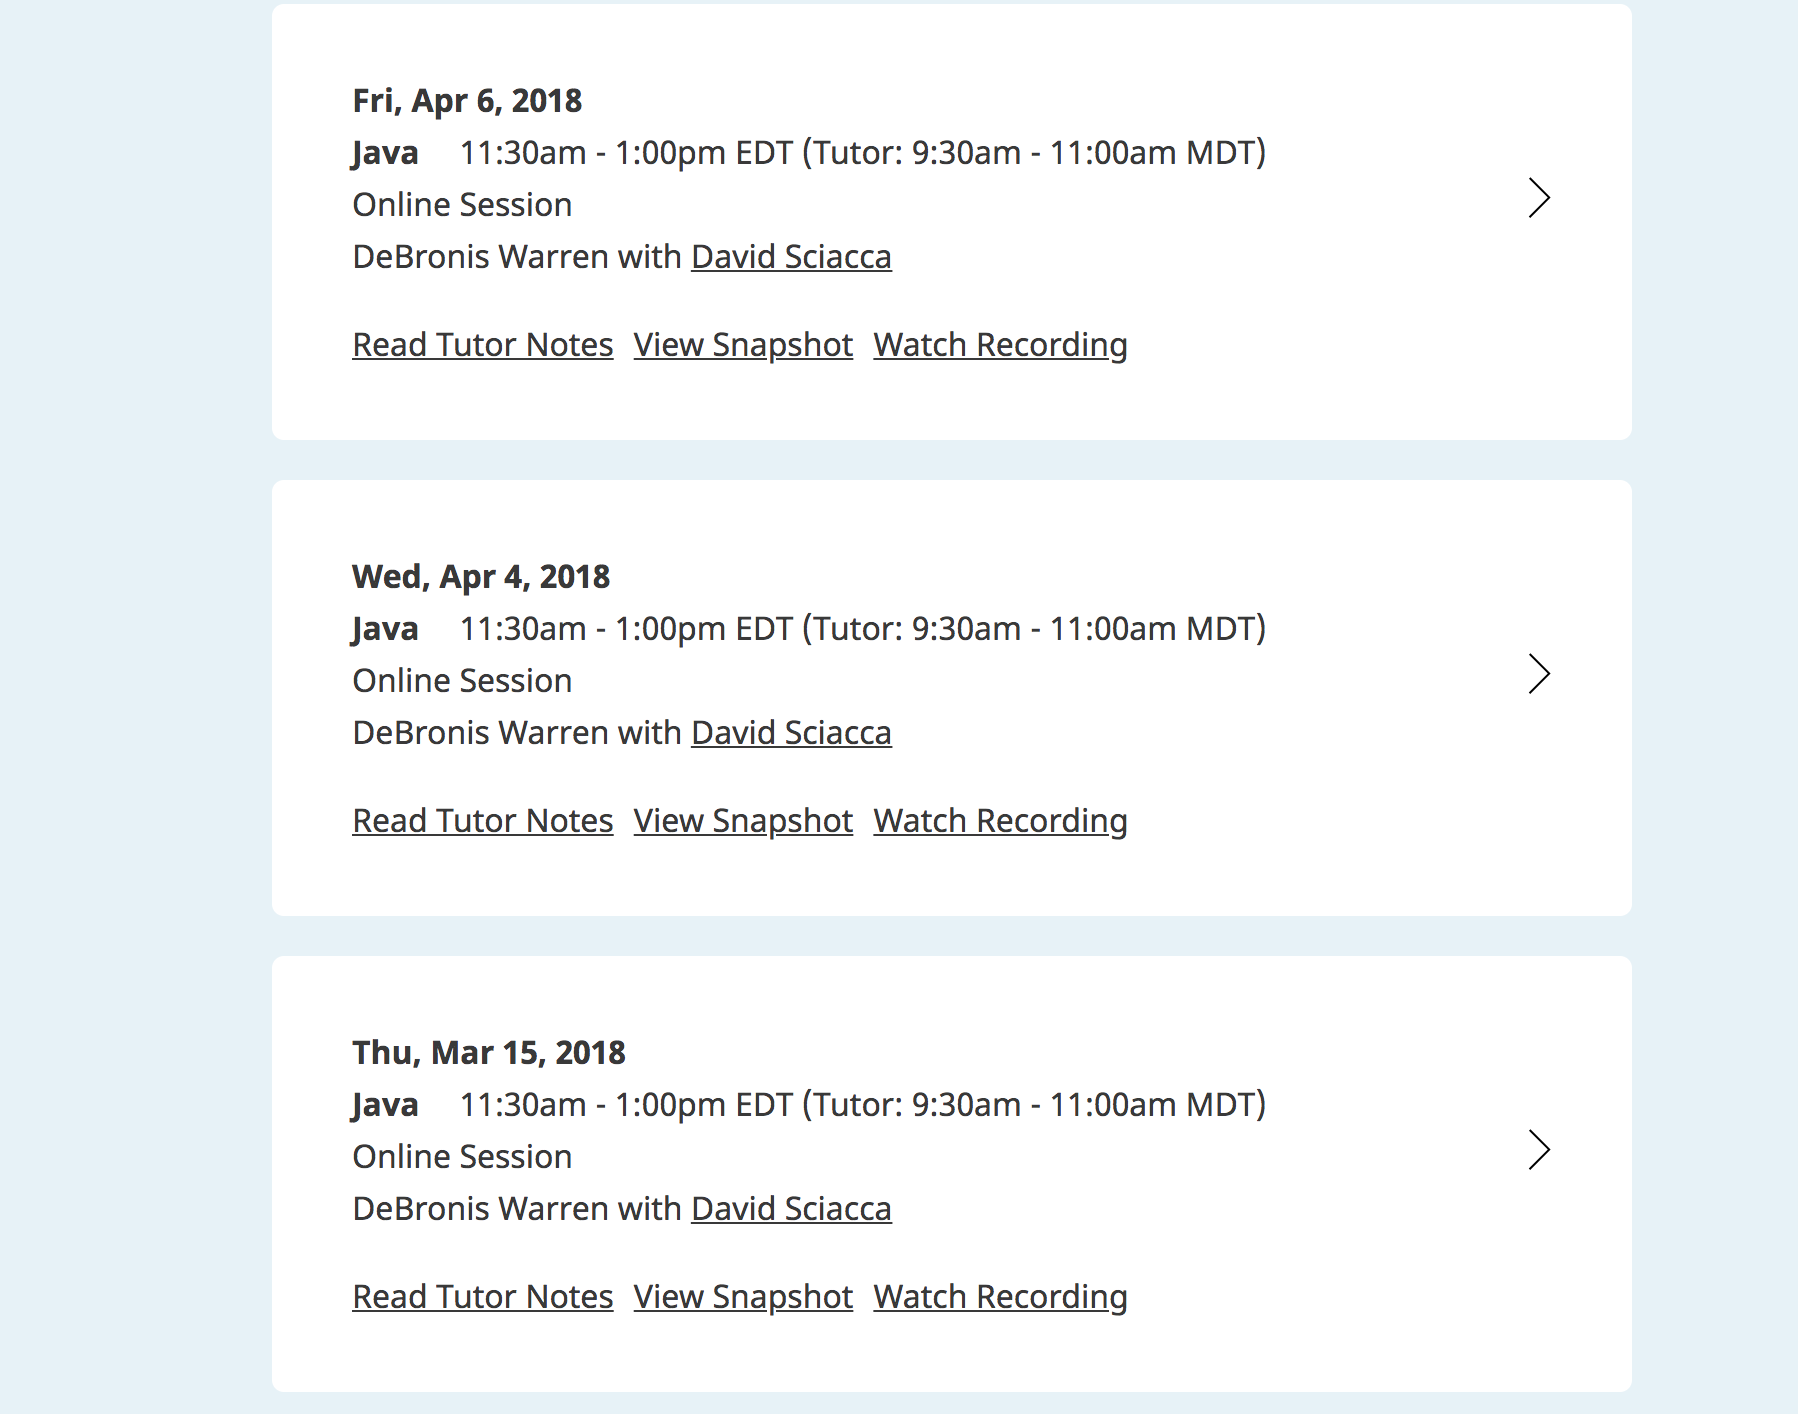 Fri, Apr 6, 2018
Java 11:30am - 1:00pm EDT (Tutor: 9:30am - 11:00am MDT)
Online Session
DeBronis Warren with David Sciacca
Read Tutor Notes View Snapshot Watch Recording
Wed, Apr 4, 2018
Java 11:30am - 1:00pm EDT (Tutor: 9:30am - 11:00am MDT)
Online Session
DeBronis Warren with David Sciacca
Read Tutor Notes View Snapshot Watch Recording
Thu, Mar 15, 2018
Java 11:30am - 1:00pm EDT (Tutor: 9:30am - 11:00am MDT)
Online Session
DeBronis Warren with David Sciacca
Read Tutor Notes View Snapshot Watch Recording